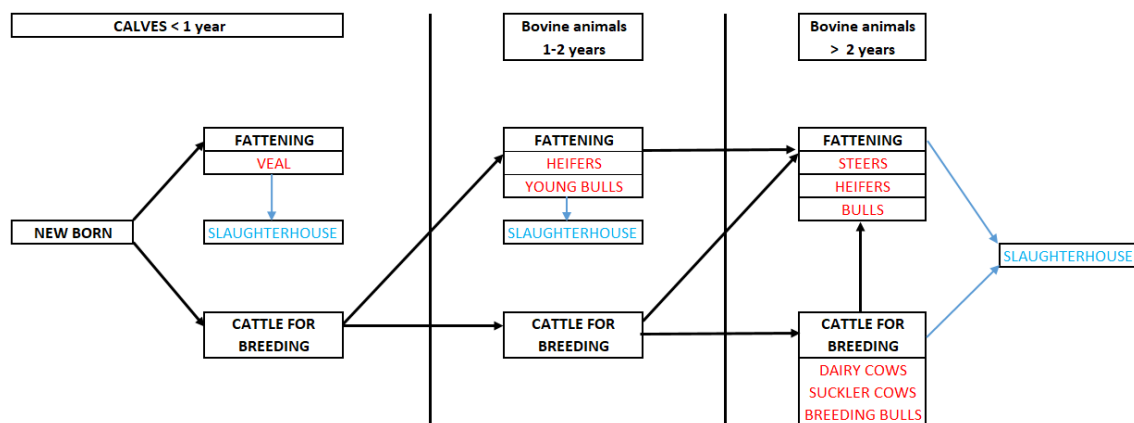 CALVES < 1 year
Bovine animals
1-2 years
Bovine animals
> 2 years
NEW BORN
FATTENING
VEAL
SLAUGHTERHOUSE
CATTLE FOR
BREEDING
FATTENING
HEIFERS
YOUNG BULLS
SLAUGHTERHOUSE
CATTLE FOR
BREEDING
FATTENING
STEERS
HEIFERS
BULLS
CATTLE FOR
BREEDING
DAIRY COWS
SUCKLER COWS
BREEDING BULLS
SLAUGHTERHOUSE